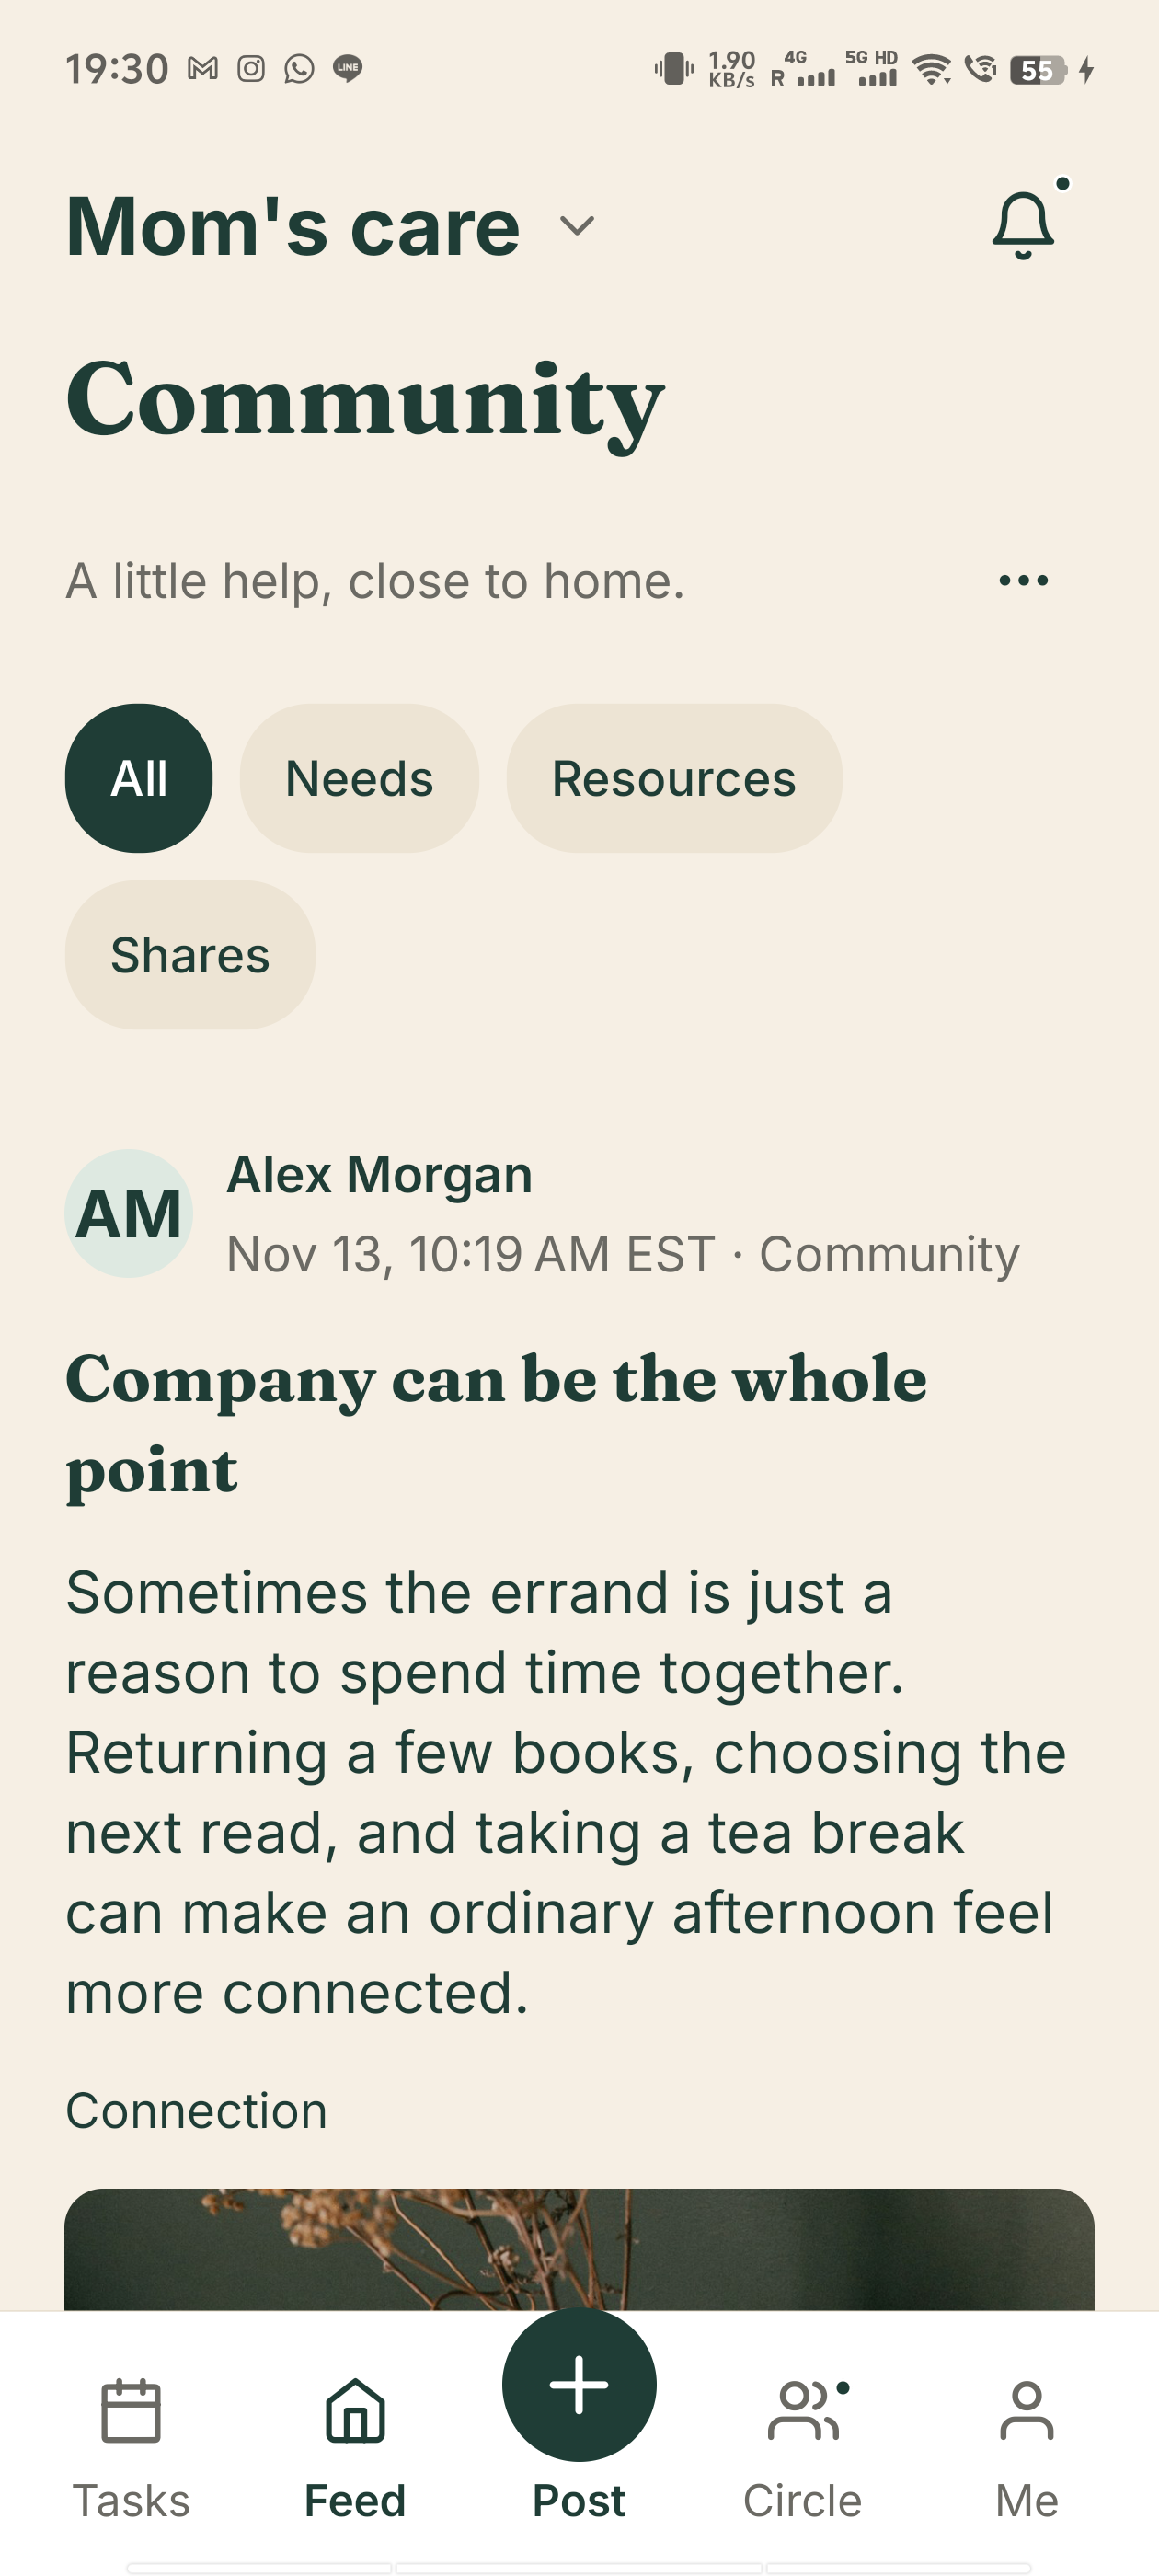 19:30
LINE
1.90
KB/s
R
4G
5G HD
55
Mom's care
Community
A little help, close to home.
All
Needs
Resources
Shares
AM
Alex Morgan
Nov 13, 10:19 AM EST · Community
Company can be the whole
point
Sometimes the errand is just a
reason to spend time together.
Returning a few books, choosing the
next read, and taking a tea break
can make an ordinary afternoon feel
more connected.
Connection
Tasks
Feed
Post
Circle
Me